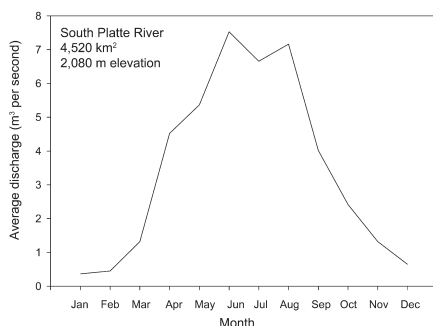 South Platte River
4,520 km²
2,080 m elevation
Average discharge (m³ per second)
8
7
6
5
4
3
2
1
0
Jan Feb Mar Apr May Jun Jul Aug Sep Oct Nov Dec
Month